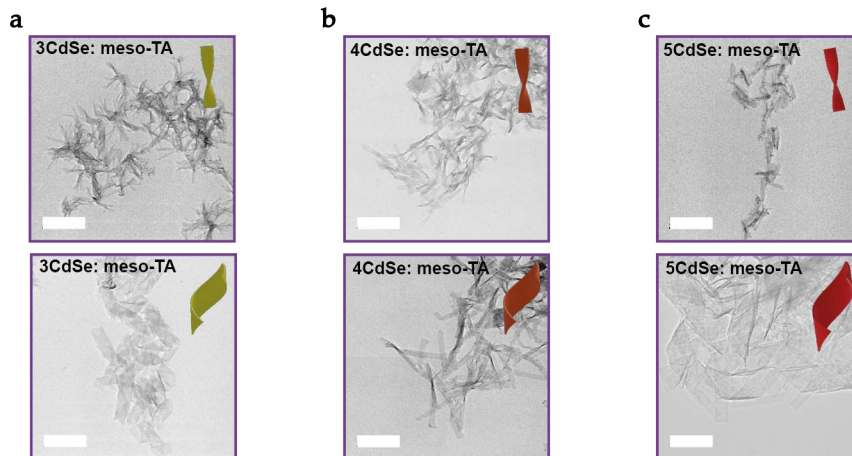 a
b
c
3CdSe: meso-TA
4CdSe: meso-TA
5CdSe: meso-TA
3CdSe: meso-TA
4CdSe: meso-TA
5CdSe: meso-TA